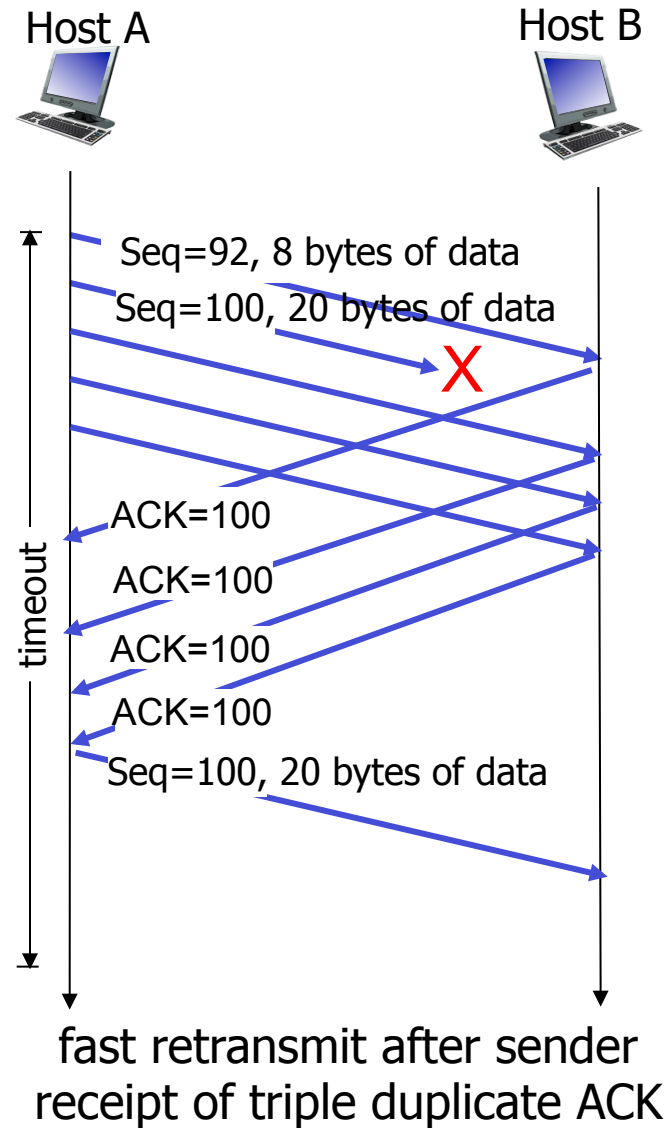 Host A
Host B
Seq=92, 8 bytes of data
Seq=100, 20 bytes of data
X
ACK=100
timeout
ACK=100
ACK=100
ACK=100
Seq=100, 20 bytes of data
fast retransmit after sender
receipt of triple duplicate ACK